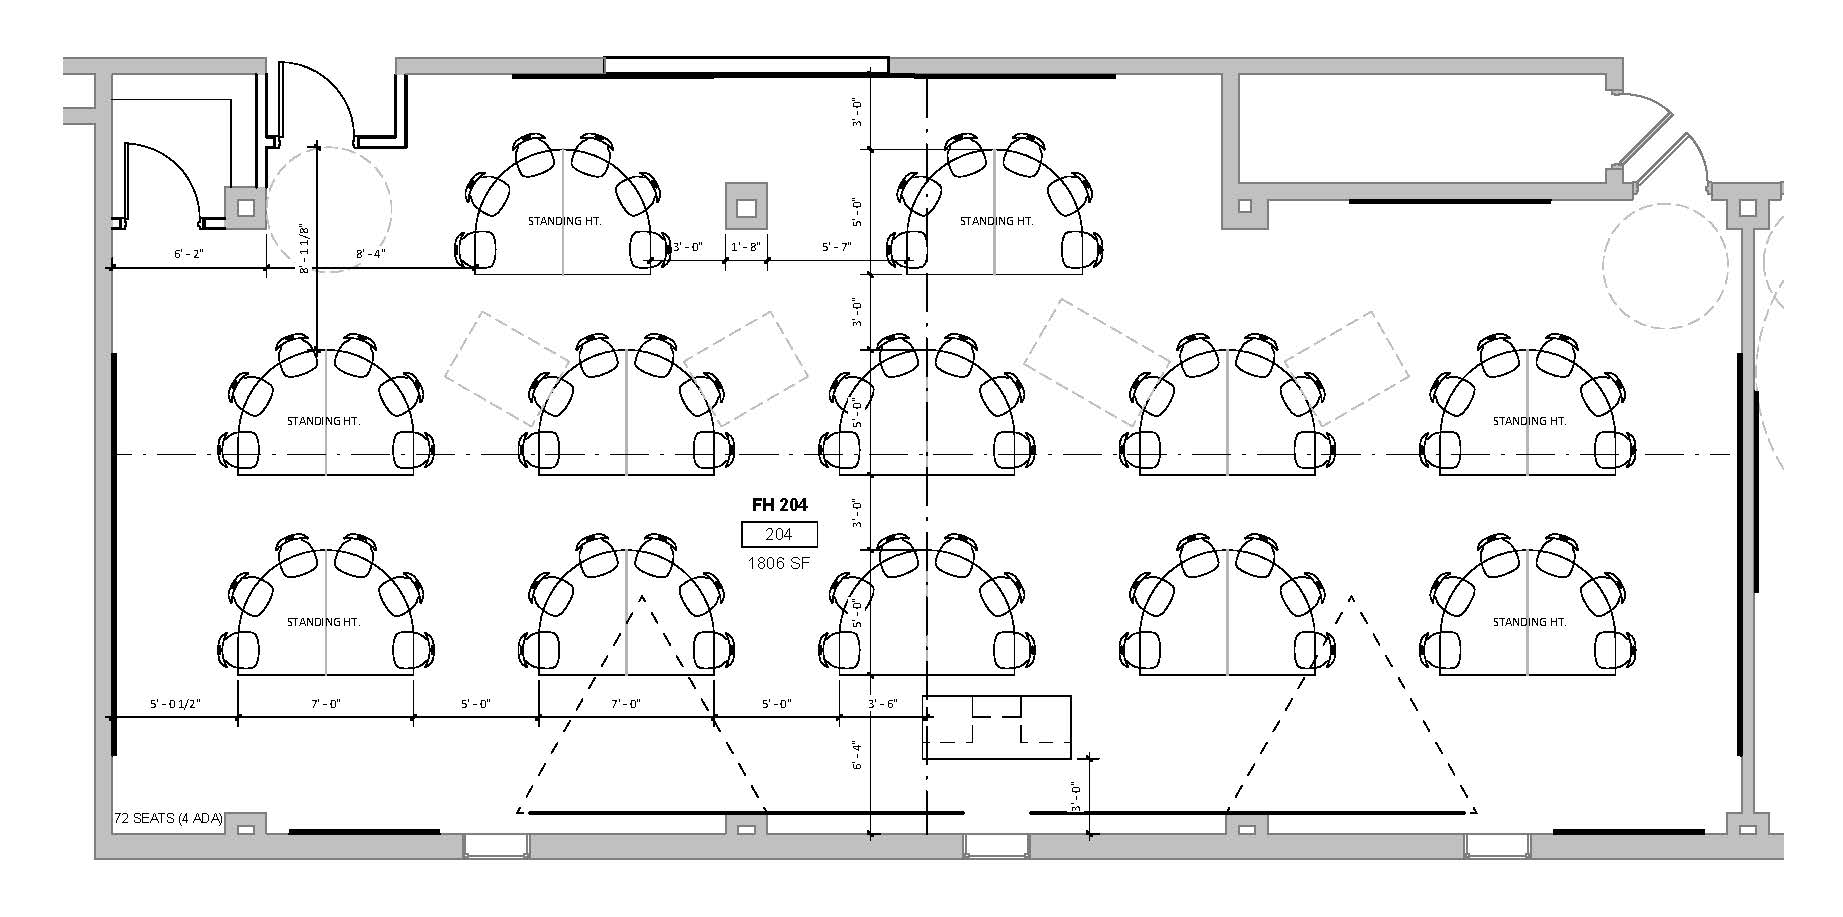 3' - 0"
5' - 0"
STANDING HT.
STANDING HT.
6' - 2"
8' - 1 1/8"
8' - 4"
3' - 0"
1' - 8"
5' - 7"
3' - 0"
STANDING HT.
5' - 0"
STANDING HT.
FH 204
204
1806 SF
3' - 0"
STANDING HT.
5' - 0"
STANDING HT.
5' - 0 1/2"
7' - 0"
5' - 0"
7' - 0"
5' - 0"
3' - 6"
6' - 4"
3' - 0"
72 SEATS (4 ADA)